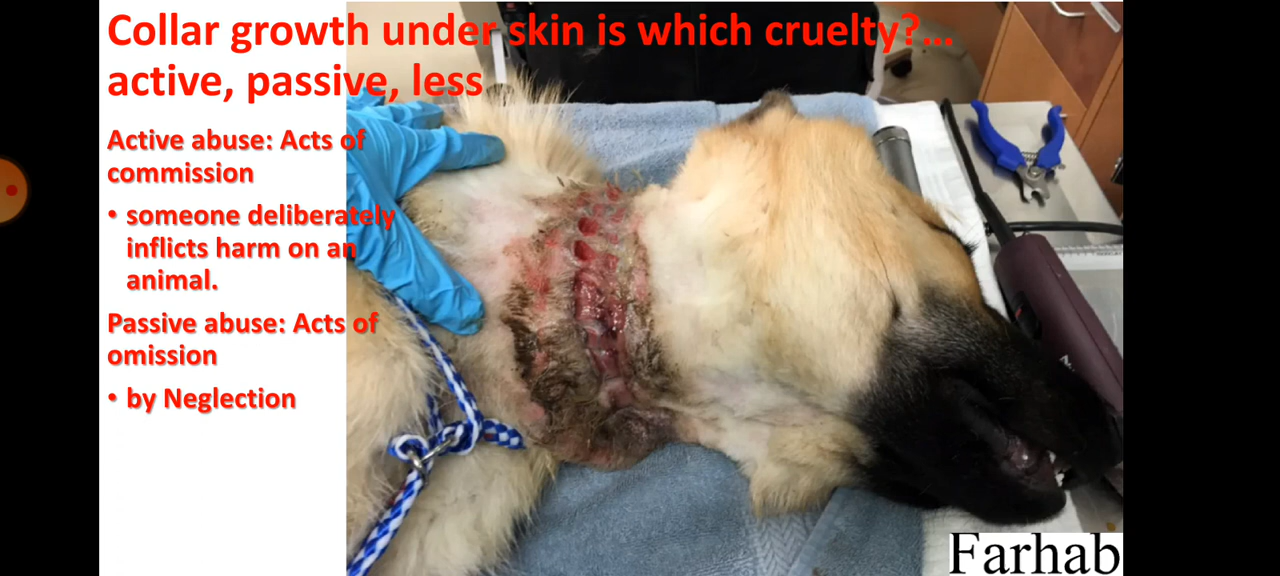 Collar growth under skin is which cruelty?...
active, passive, less
Active abuse: Acts of
commission
• someone deliberately
inflicts harm on an
animal.
Passive abuse: Acts of
omission
• by Neglection
Farhab